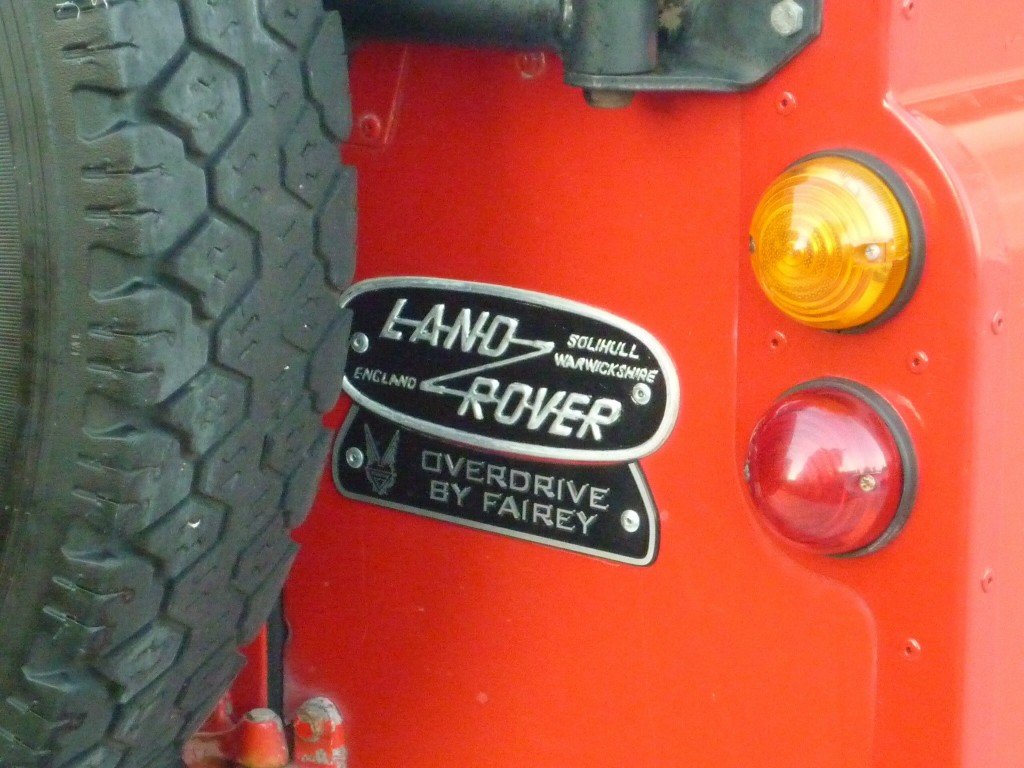 LAND
SOLIHULL
WARWICKSHIRE
ENGLAND
ROVER
OVERDRIVE
BY FAIREY